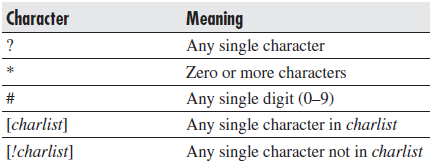 Character Meaning
? Any single character
* Zero or more characters
# Any single digit (0–9)
[charlist] Any single character in charlist
[!charlist] Any single character not in charlist